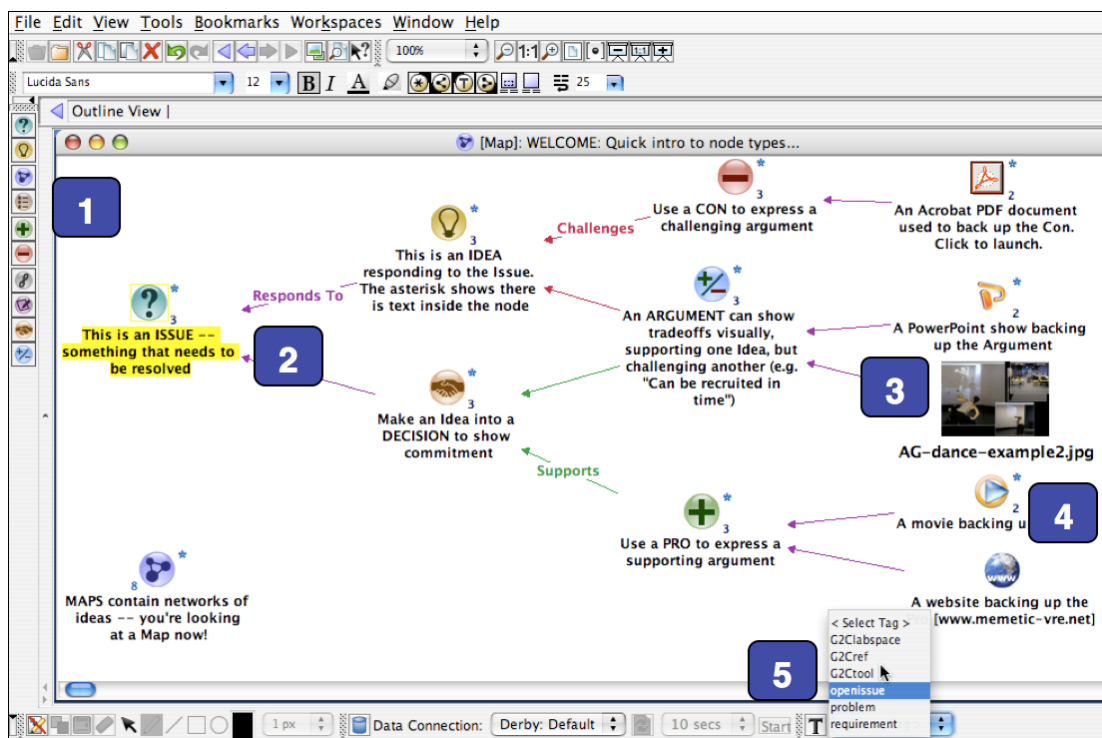 File Edit View Tools Bookmarks Workspaces Window Help
100%
1:1
1:1
Lucida Sans
12
B I A
T
25
Outline View |
[Map]: WELCOME: Quick intro to node types...
1
*
3
Use a CON to express a
challenging argument
*
2
An Acrobat PDF document
used to back up the Con.
Click to launch.
Challenges
*
3
This is an IDEA
responding to the Issue.
The asterisk shows there
is text inside the node
Responds To
?
*
3
This is an ISSUE --
something that needs to
be resolved
2
*
3
An ARGUMENT can show
tradeoffs visually,
supporting one Idea, but
challenging another (e.g.
"Can be recruited in
time")
*
2
A PowerPoint show backing
up the Argument
3
AG-dance-example2.jpg
*
3
Make an Idea into a
DECISION to show
commitment
Supports
*
3
Use a PRO to express a
supporting argument
*
2
A movie backing u
4
www
A website backing up the
[www.memetic-vre.net]
*
8
MAPS contain networks of
ideas -- you're looking
at a Map now!
5
< Select Tag >
G2Clabspace
G2Cref
G2Ctool
openissue
problem
requirement
1 px
Data Connection:
Derby: Default
10 secs
Start
T